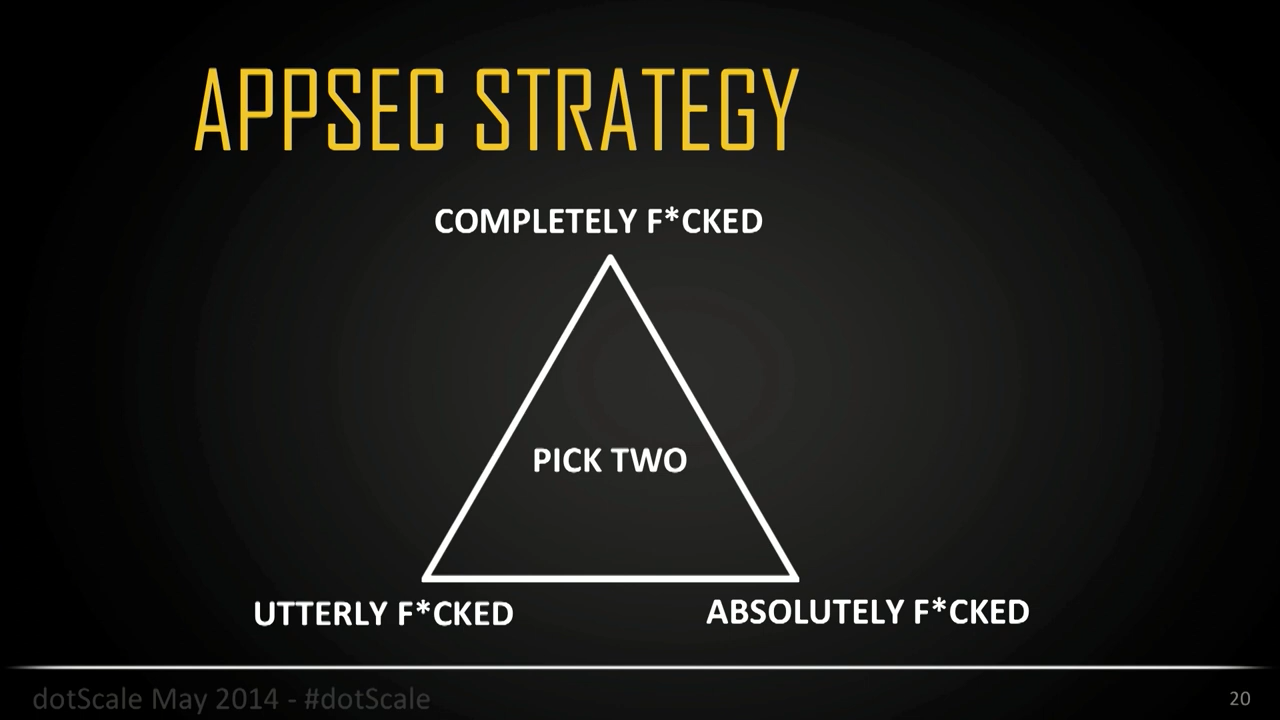 APPSEC STRATEGY
COMPLETELY F*CKED
PICK TWO
UTTERLY F*CKED
ABSOLUTELY F*CKED
dotScale May 2014 - #dotScale
20